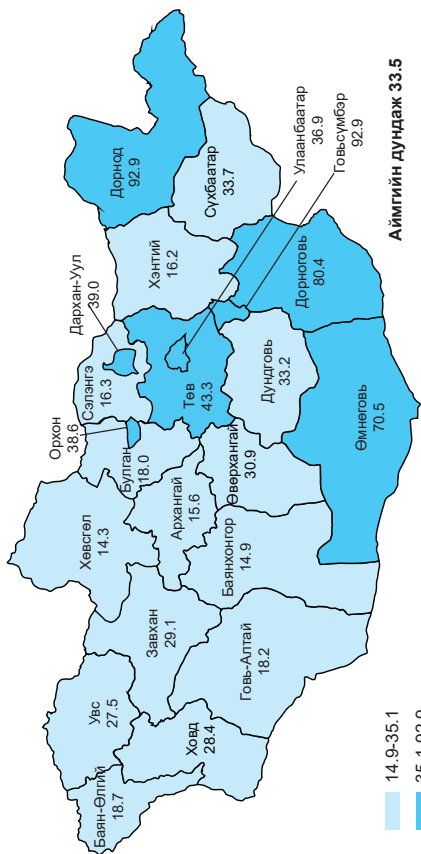 Баян-Өлгий
18.7
Увс
27.5
Ховд
28.4
Завхан
29.1
Говь-Алтай
18.2
Хөвсгөл
14.3
Архангай
15.6
Баянхонгор
14.9
Орхон
38.6
Булган
18.0
Өвөрхангай
30.9
Сэлэнгэ
16.3
Дархан-Уул
39.0
Төв
43.3
Дундговь
33.2
Өмнөговь
70.5
Хэнтий
16.2
Дорноговь
80.4
Дорнод
92.9
Сүхбаатар
33.7
Улаанбаатар
36.9
Говьсүмбэр
92.9
Аймгийн дундаж 33.5
14.9-35.1
35.1-92.9